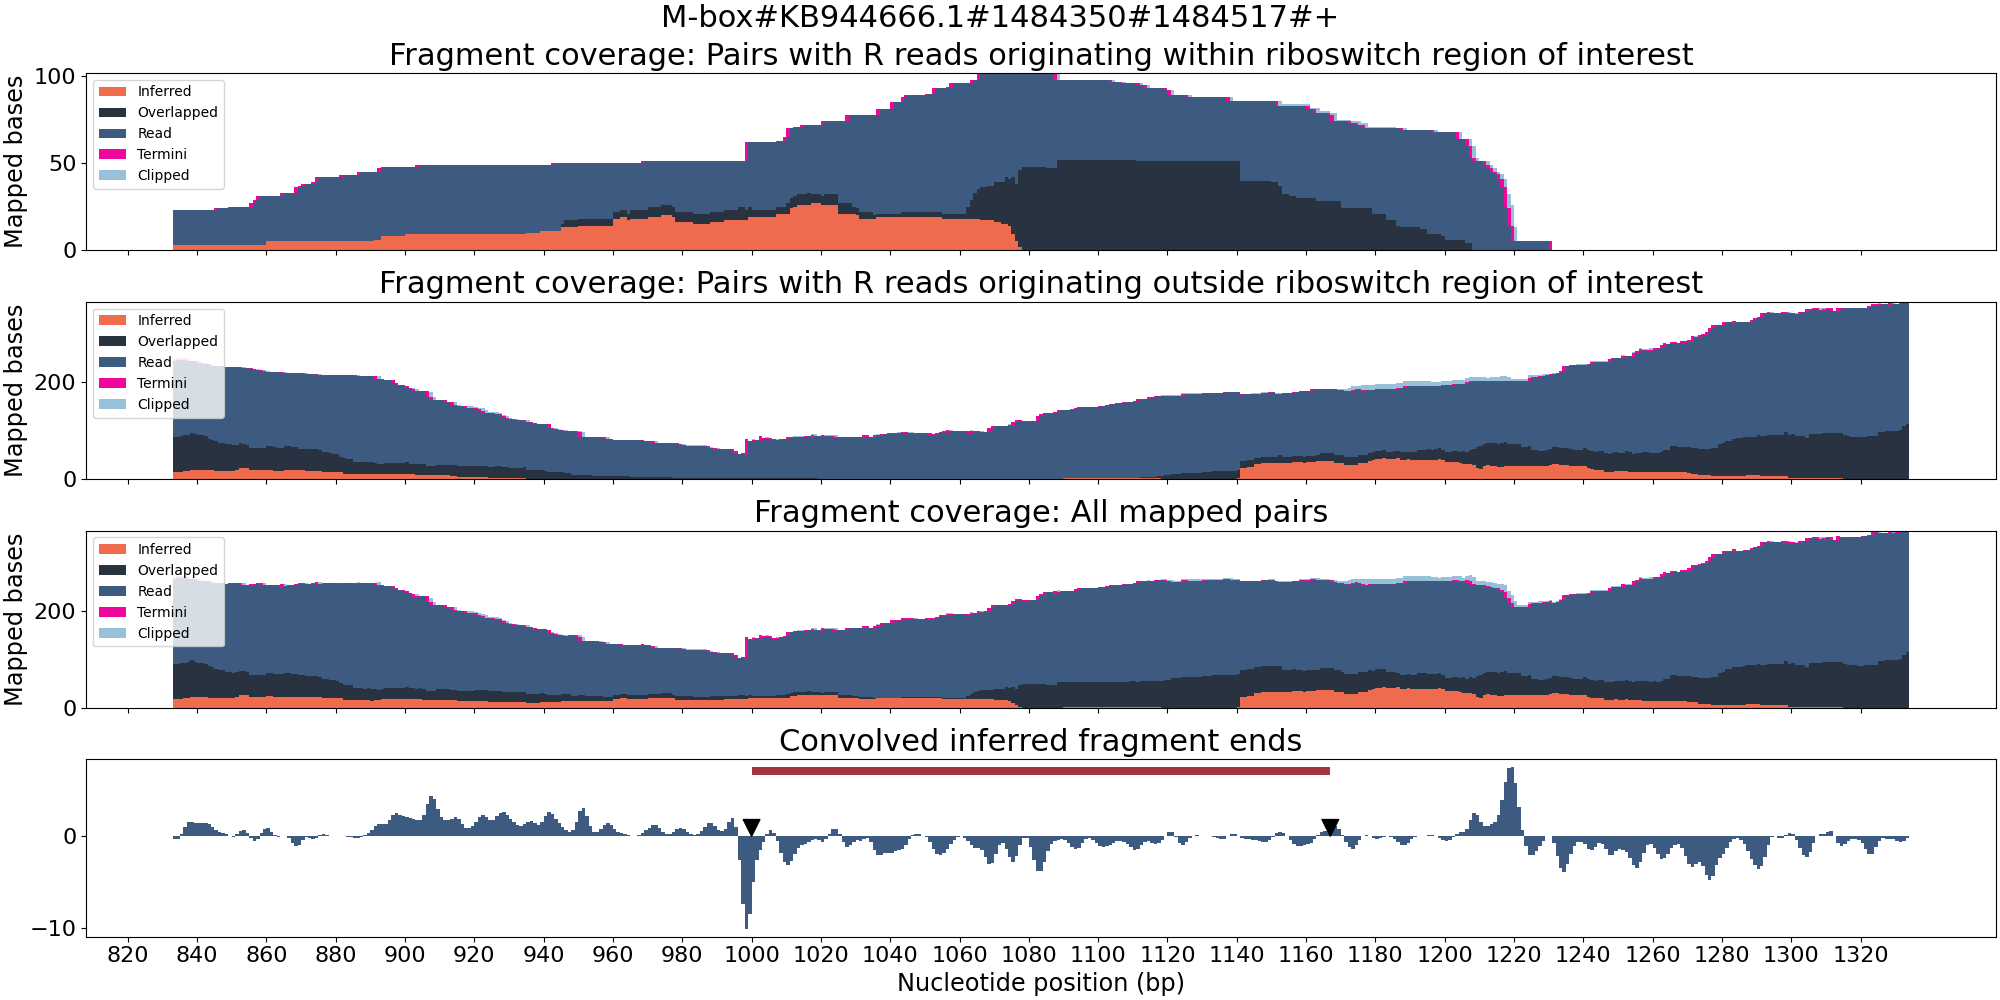 M-box#KB944666.1#1484350#1484517#+
Fragment coverage: Pairs with R reads originating within riboswitch region of interest
Mapped bases
100
50
0
Inferred
Overlapped
Read
Termini
Clipped
Fragment coverage: Pairs with R reads originating outside riboswitch region of interest
Mapped bases
200
0
Inferred
Overlapped
Read
Termini
Clipped
Fragment coverage: All mapped pairs
Mapped bases
200
0
Inferred
Overlapped
Read
Termini
Clipped
Convolved inferred fragment ends
0
−10
820 840 860 880 900 920 940 960 980 1000 1020 1040 1060 1080 1100 1120 1140 1160 1180 1200 1220 1240 1260 1280 1300 1320
Nucleotide position (bp)